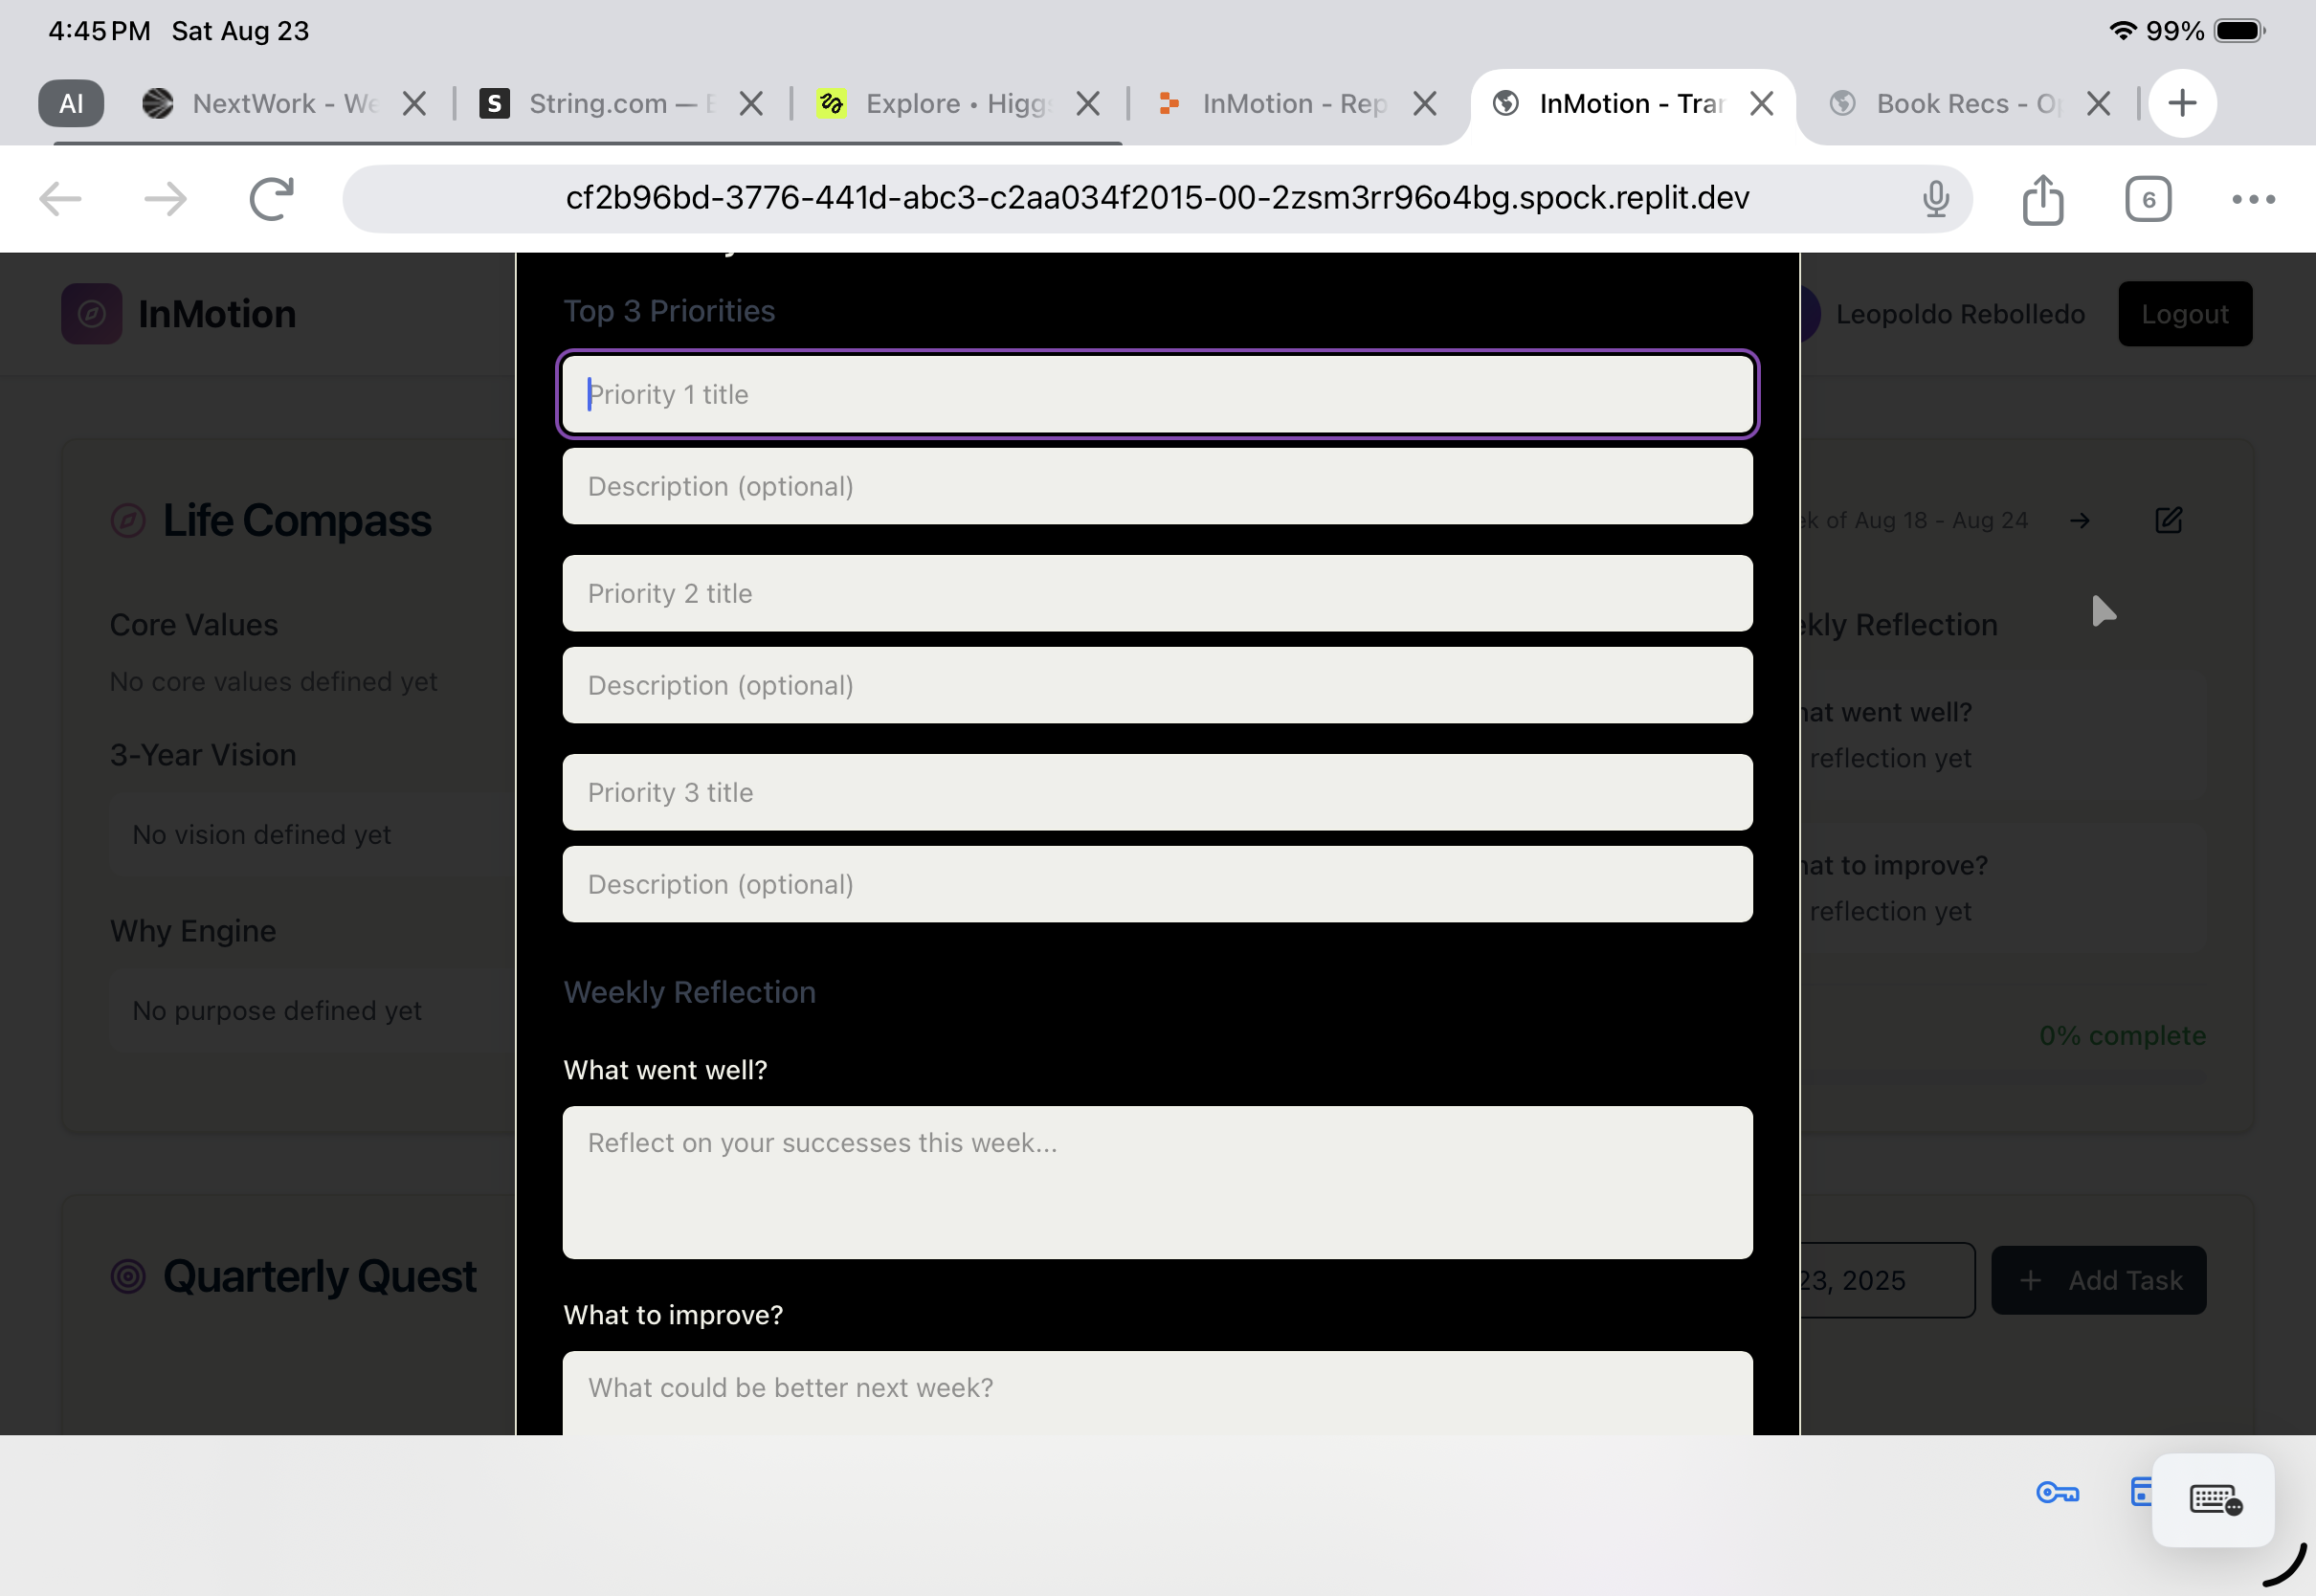 4:45 PM Sat Aug 23
99%
AI
NextWork - We
String.com —
Explore • Higg
InMotion - Rep
InMotion - Tra
Book Recs - O
cf2b96bd-3776-441d-abc3-c2aa034f2015-00-2zsm3rr96o4bg.spock.replit.dev
6
InMotion
Leopoldo Rebolledo
Logout
Top 3 Priorities
Priority 1 title
Description (optional)
Priority 2 title
Description (optional)
Priority 3 title
Description (optional)
Weekly Reflection
What went well?
Reflect on your successes this week...
What to improve?
What could be better next week?
Life Compass
Core Values
No core values defined yet
3-Year Vision
No vision defined yet
Why Engine
No purpose defined yet
Quarterly Quest
of Aug 18 - Aug 24
Reflection
went well?
reflection yet
to improve?
reflection yet
0% complete
23, 2025
Add Task